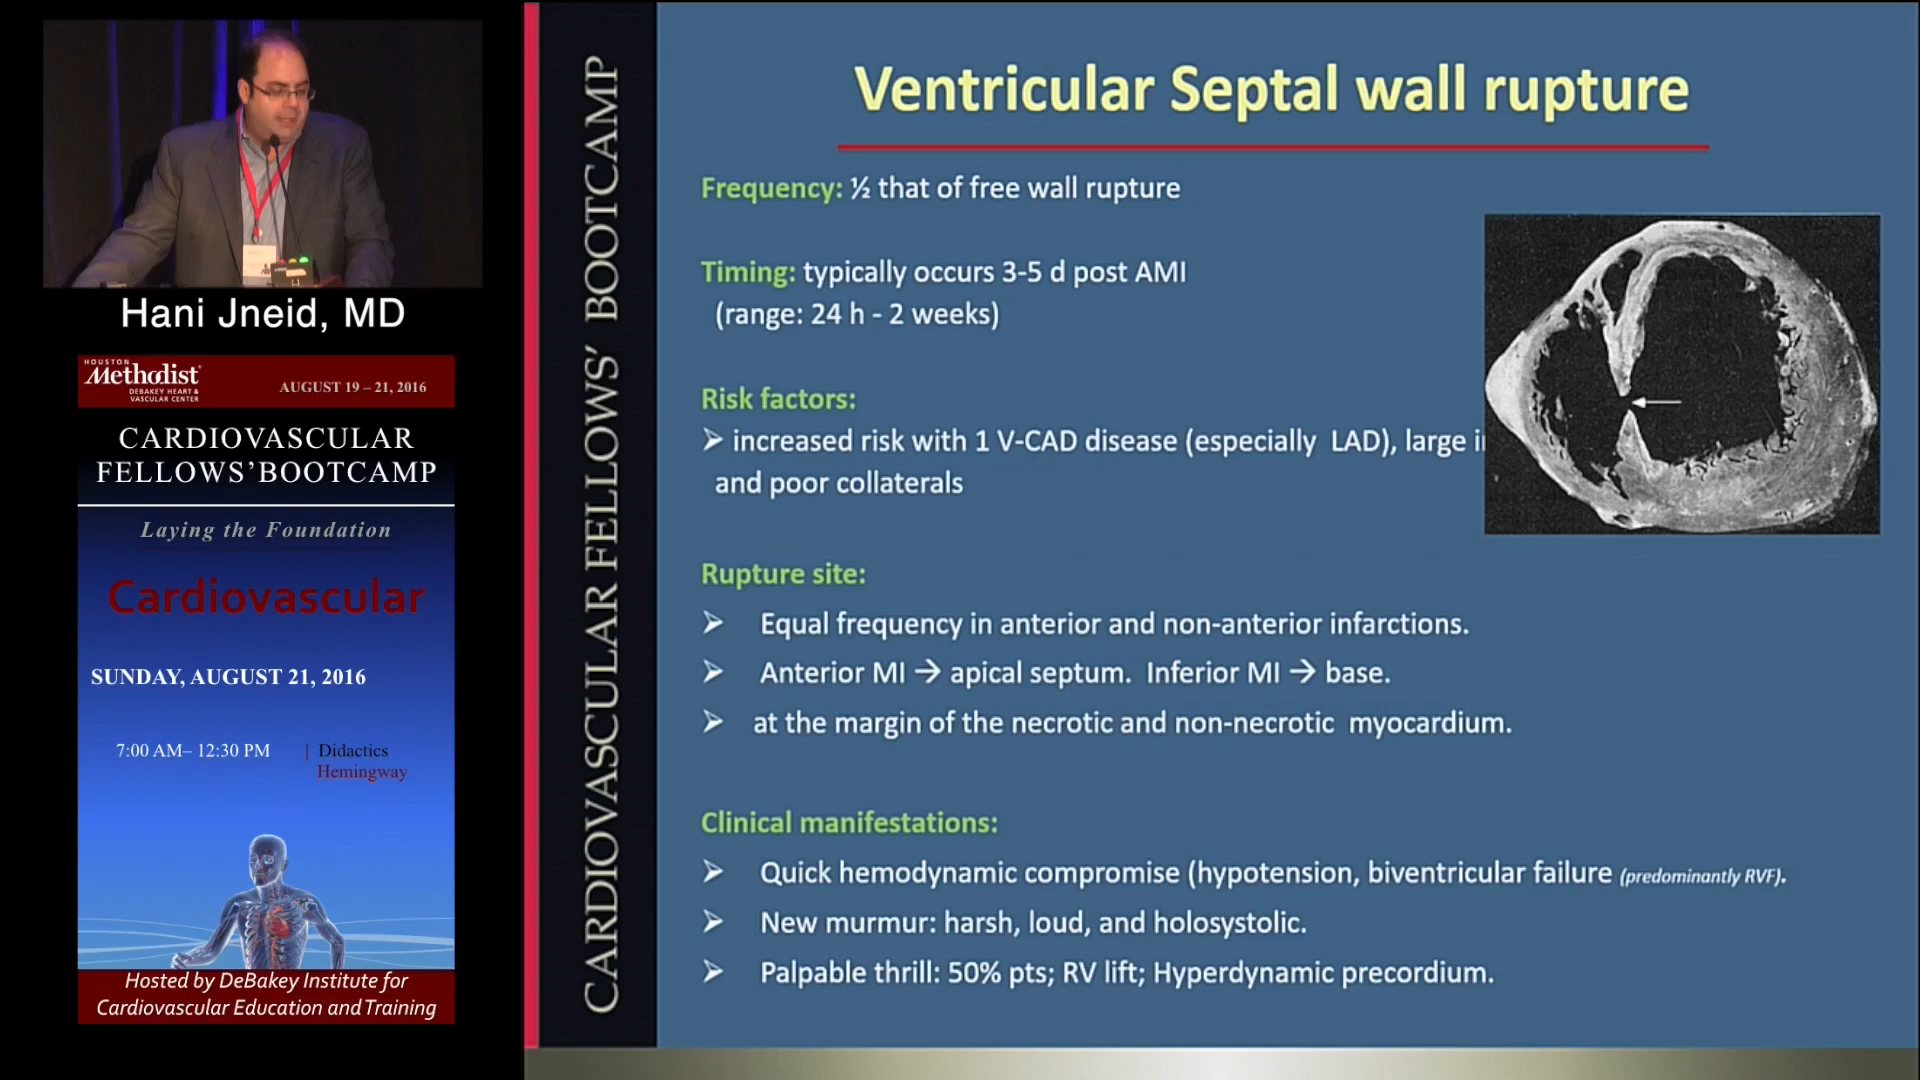 Hani Jneid, MD
HOUSTON
Methodist
DEBAKEY HEART &
VASCULAR CENTER
AUGUST 19 – 21, 2016
CARDIOVASCULAR
FELLOWS’BOOTCAMP
Laying the Foundation
Cardiovascular
SUNDAY, AUGUST 21, 2016
7:00 AM– 12:30 PM | Didactics
Hemingway
Hosted by DeBakey Institute for
Cardiovascular Education and Training
CARDIOVASCULAR FELLOWS’ BOOTCAMP
Ventricular Septal wall rupture
Frequency: ½ that of free wall rupture
Timing: typically occurs 3-5 d post AMI
(range: 24 h - 2 weeks)
Risk factors:
➢ increased risk with 1 V-CAD disease (especially LAD), large
and poor collaterals
Rupture site:
➢ Equal frequency in anterior and non-anterior infarctions.
➢ Anterior MI → apical septum. Inferior MI → base.
➢ at the margin of the necrotic and non-necrotic myocardium.
Clinical manifestations:
➢ Quick hemodynamic compromise (hypotension, biventricular failure (predominantly RVF).
➢ New murmur: harsh, loud, and holosystolic.
➢ Palpable thrill: 50% pts; RV lift; Hyperdynamic precordium.